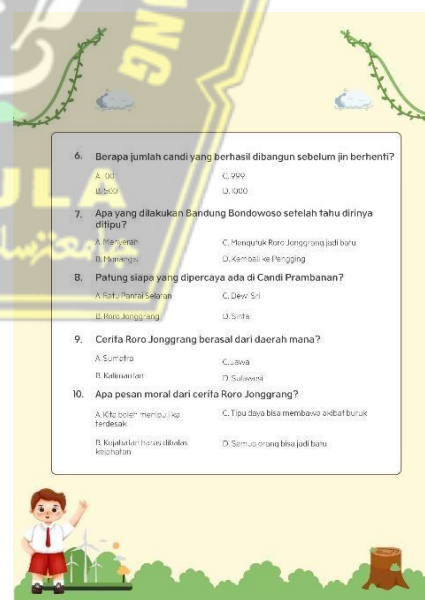 UNG
ULA
6. Berapa jumlah candi yang berhasil dibangun sebelum jin berhenti?
A. 100 C. 999
B. 500 D. 1000
7. Apa yang dilakukan Bandung Bondowoso setelah tahu dirinya
ditipu?
A. Menyerah C. Mengutuk Roro Jonggrang jadi batu
B. Menangis D. Kembali ke Pengging
8. Patung siapa yang dipercaya ada di Candi Prambanan?
A. Ratu Pantai Selatan C. Dewi Sri
B. Roro Jonggrang D. Sinta
9. Cerita Roro Jonggrang berasal dari daerah mana?
A. Sumatra C. Jawa
B. Kalimantan D. Sulawesi
10. Apa pesan moral dari cerita Roro Jonggrang?
A. Kita boleh menipu jika C. Tipu daya bisa membawa akibat buruk
terdesak
B. Kejahatan harus dibalas D. Semua orang bisa jadi batu
kejahatan